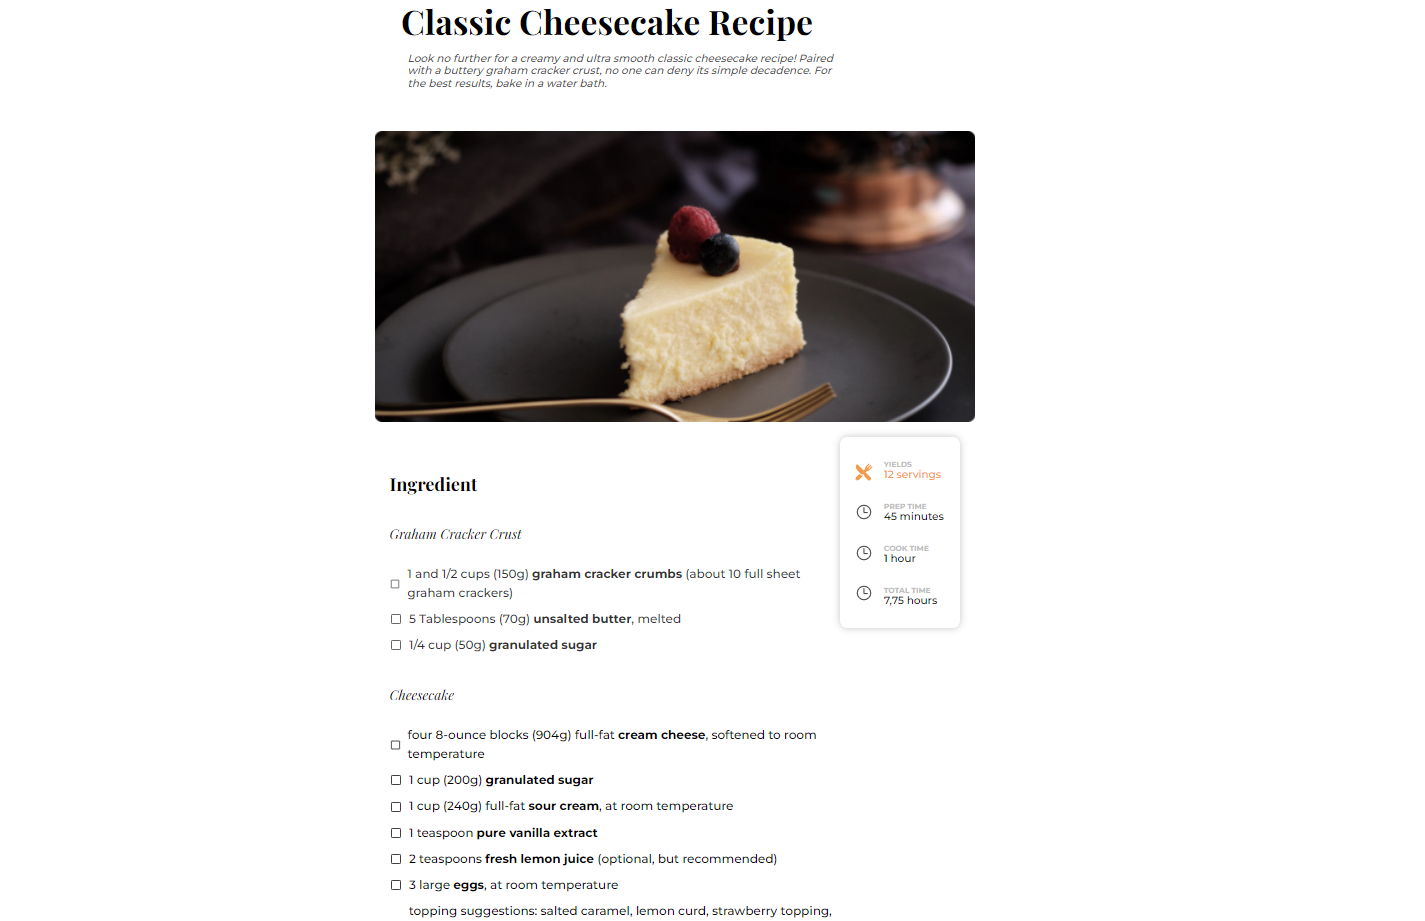 Classic Cheesecake Recipe
Look no further for a creamy and ultra smooth classic cheesecake recipe! Paired
with a buttery graham cracker crust, no one can deny its simple decadence. For
the best results, bake in a water bath.
YIELDS
12 servings
PREP TIME
45 minutes
COOK TIME
1 hour
TOTAL TIME
7,75 hours
Ingredient
Graham Cracker Crust
1 and 1/2 cups (150g) graham cracker crumbs (about 10 full sheet
graham crackers)
5 Tablespoons (70g) unsalted butter, melted
1/4 cup (50g) granulated sugar
Cheesecake
four 8-ounce blocks (904g) full-fat cream cheese, softened to room
temperature
1 cup (200g) granulated sugar
1 cup (240g) full-fat sour cream, at room temperature
1 teaspoon pure vanilla extract
2 teaspoons fresh lemon juice (optional, but recommended)
3 large eggs, at room temperature
topping suggestions: salted caramel, lemon curd, strawberry topping,